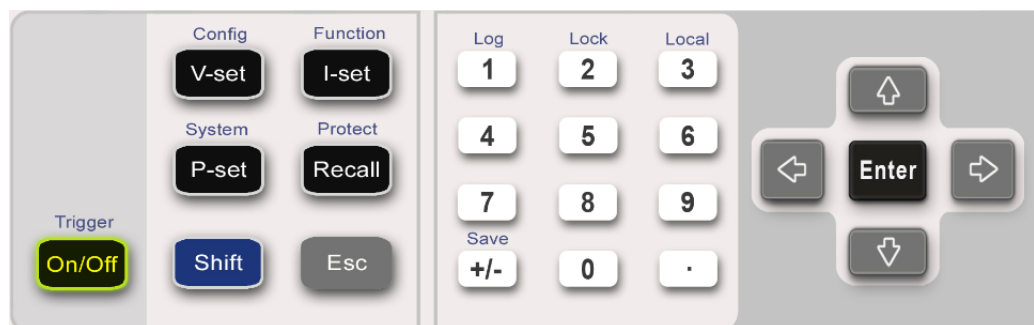 Config Function
V-set I-set
System Protect
P-set Recall
Trigger
On/Off Shift Esc
Log Lock Local
1 2 3
4 5 6
7 8 9
Save
+/- 0 .
Enter